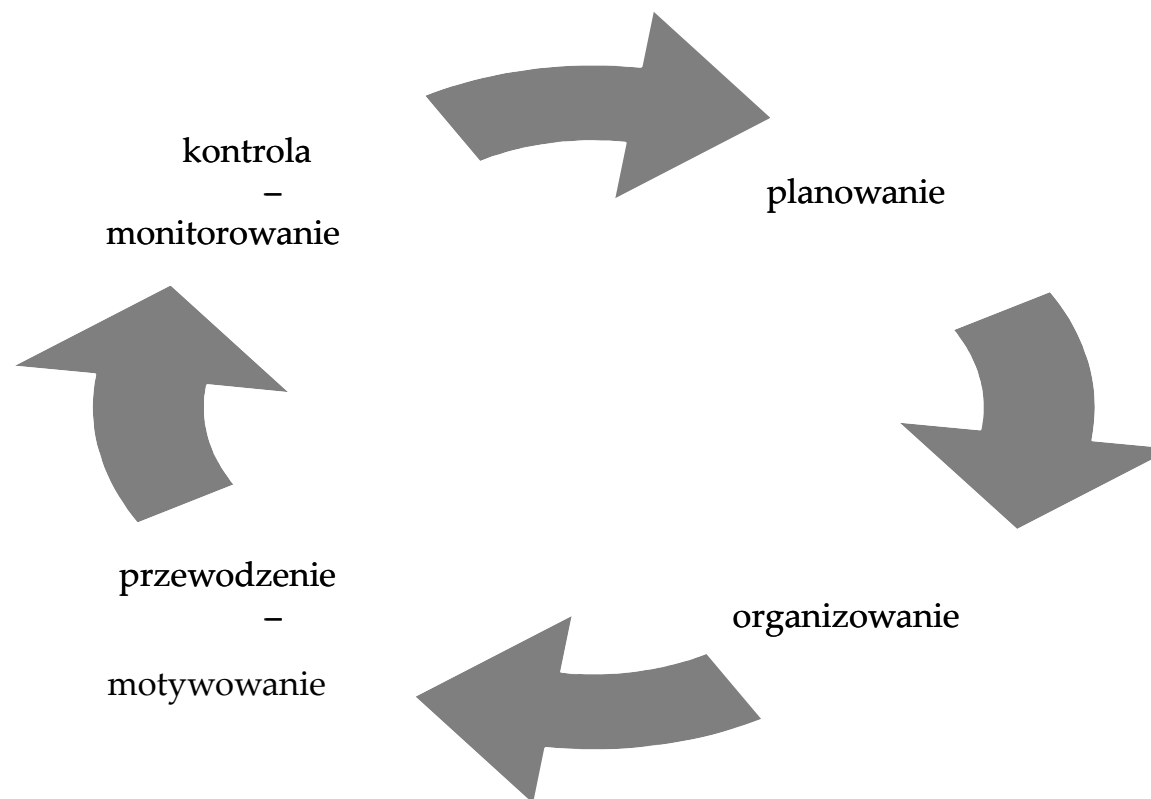 kontrola
–
monitorowanie
planowanie
przewodzenie
–
motywowanie
organizowanie